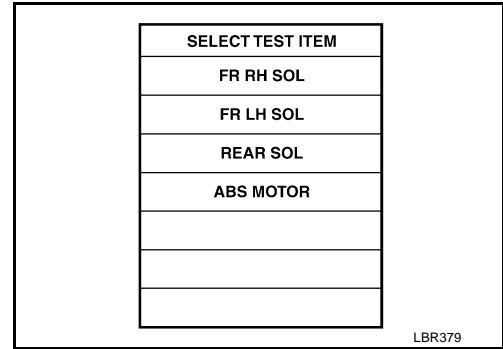 SELECT TEST ITEM
FR RH SOL
FR LH SOL
REAR SOL
ABS MOTOR
LBR379